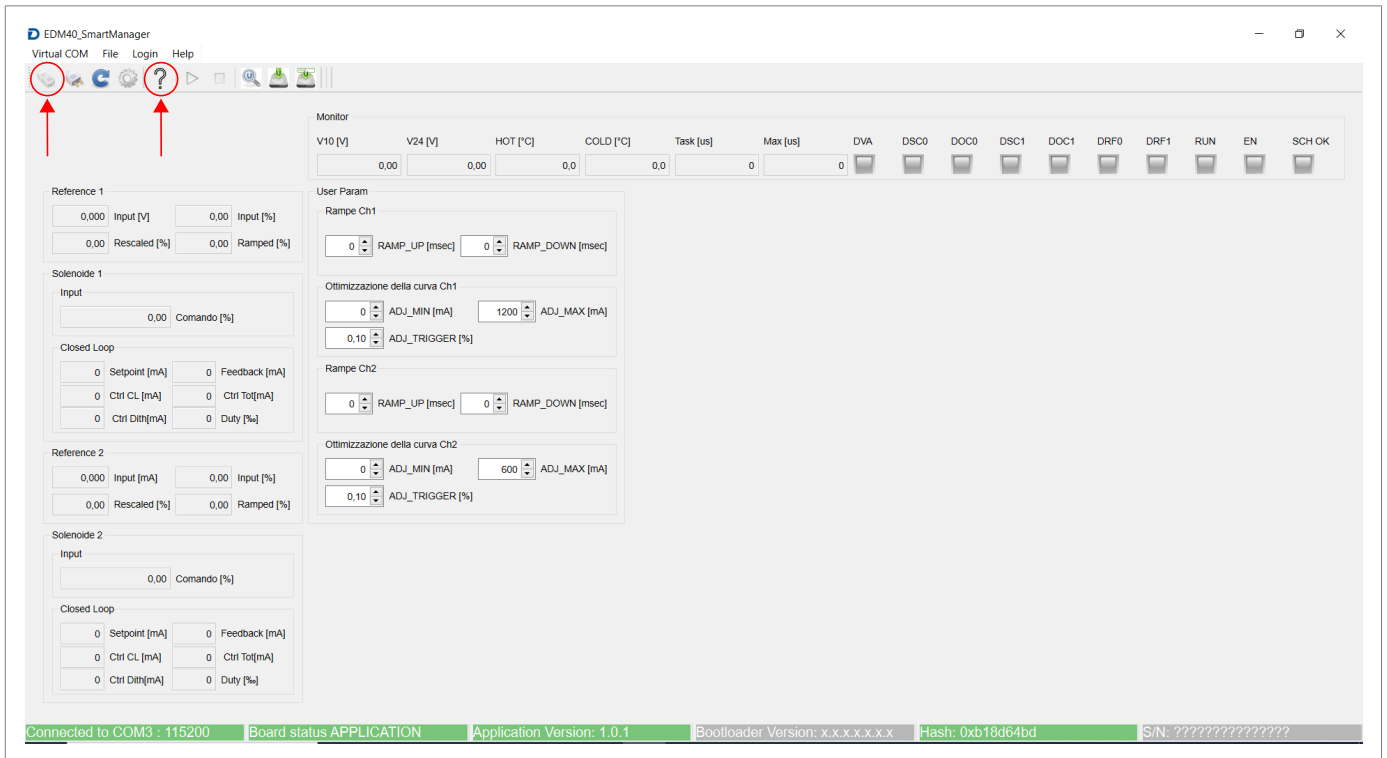 EDM40_SmartManager
Virtual COM File Login Help
Monitor
V10 [V] V24 [V] HOT [°C] COLD [°C] Task [us] Max [us] DVA DSC0 DOC0 DSC1 DOC1 DRF0 DRF1 RUN EN SCH OK
0,00 0,00 0,0 0,0 0 0
Reference 1
0,000 Input [V] 0,00 Input [%]
0,00 Rescaled [%] 0,00 Ramped [%]
Solenoide 1
Input
0,00 Comando [%]
Closed Loop
0 Setpoint [mA] 0 Feedback [mA]
0 Ctrl CL [mA] 0 Ctrl Tot[mA]
0 Ctrl Dith[mA] 0 Duty [‰]
Reference 2
0,000 Input [mA] 0,00 Input [%]
0,00 Rescaled [%] 0,00 Ramped [%]
Solenoide 2
Input
0,00 Comando [%]
Closed Loop
0 Setpoint [mA] 0 Feedback [mA]
0 Ctrl CL [mA] 0 Ctrl Tot[mA]
0 Ctrl Dith[mA] 0 Duty [‰]
User Param
Rampe Ch1
0 RAMP_UP [msec] 0 RAMP_DOWN [msec]
Ottimizzazione della curva Ch1
0 ADJ_MIN [mA] 1200 ADJ_MAX [mA]
0,10 ADJ_TRIGGER [%]
Rampe Ch2
0 RAMP_UP [msec] 0 RAMP_DOWN [msec]
Ottimizzazione della curva Ch2
0 ADJ_MIN [mA] 600 ADJ_MAX [mA]
0,10 ADJ_TRIGGER [%]
Connected to COM3 : 115200 Board status APPLICATION Application Version: 1.0.1 Bootloader Version: x.x.x.x.x.x Hash: 0xb18d64bd S/N: ????????????????